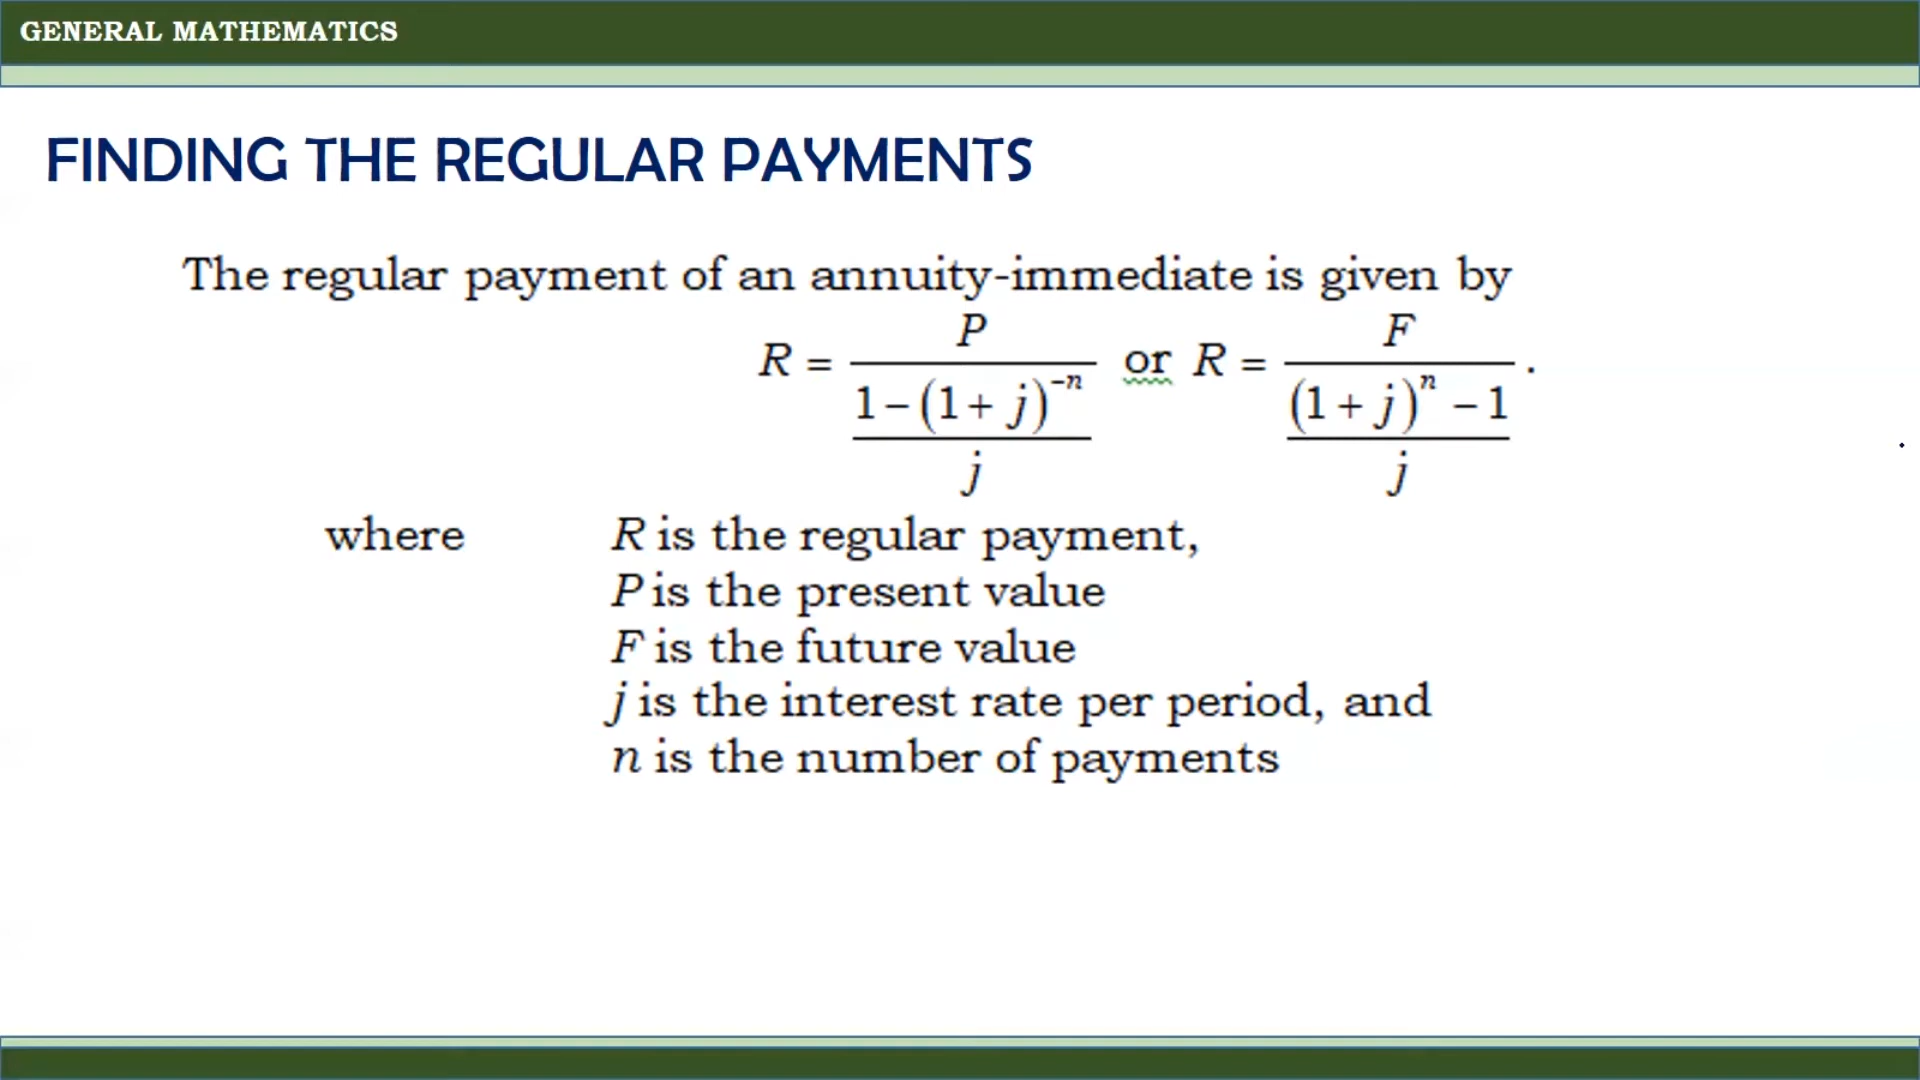 GENERAL MATHEMATICS
FINDING THE REGULAR PAYMENTS
The regular payment of an annuity-immediate is given by
R = P / ((1 − (1 + j)^−n) / j) or R = F / (((1 + j)^n − 1) / j) .
where R is the regular payment,
P is the present value
F is the future value
j is the interest rate per period, and
n is the number of payments